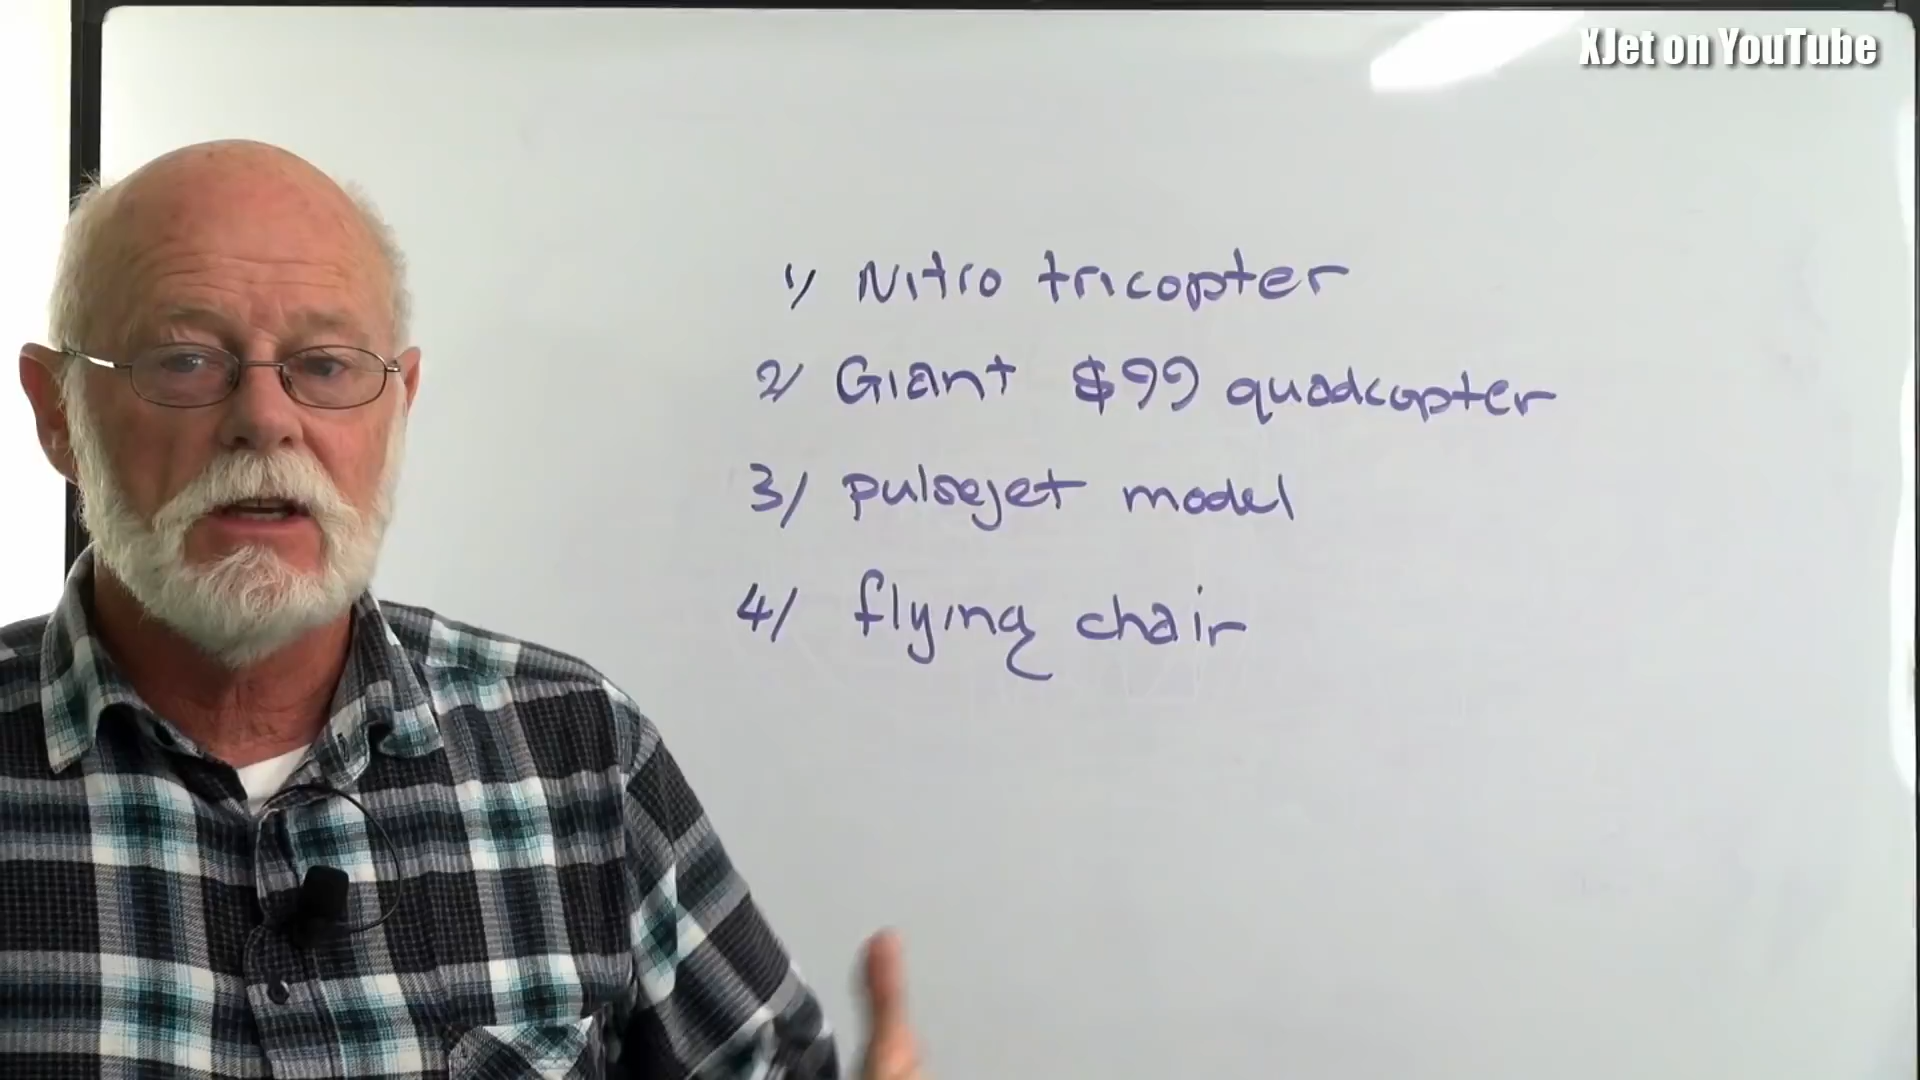 XJet on YouTube
1) Nitro tricopter
2/ Giant $99 quadcopter
3/ pulsejet model
4/ flying chair